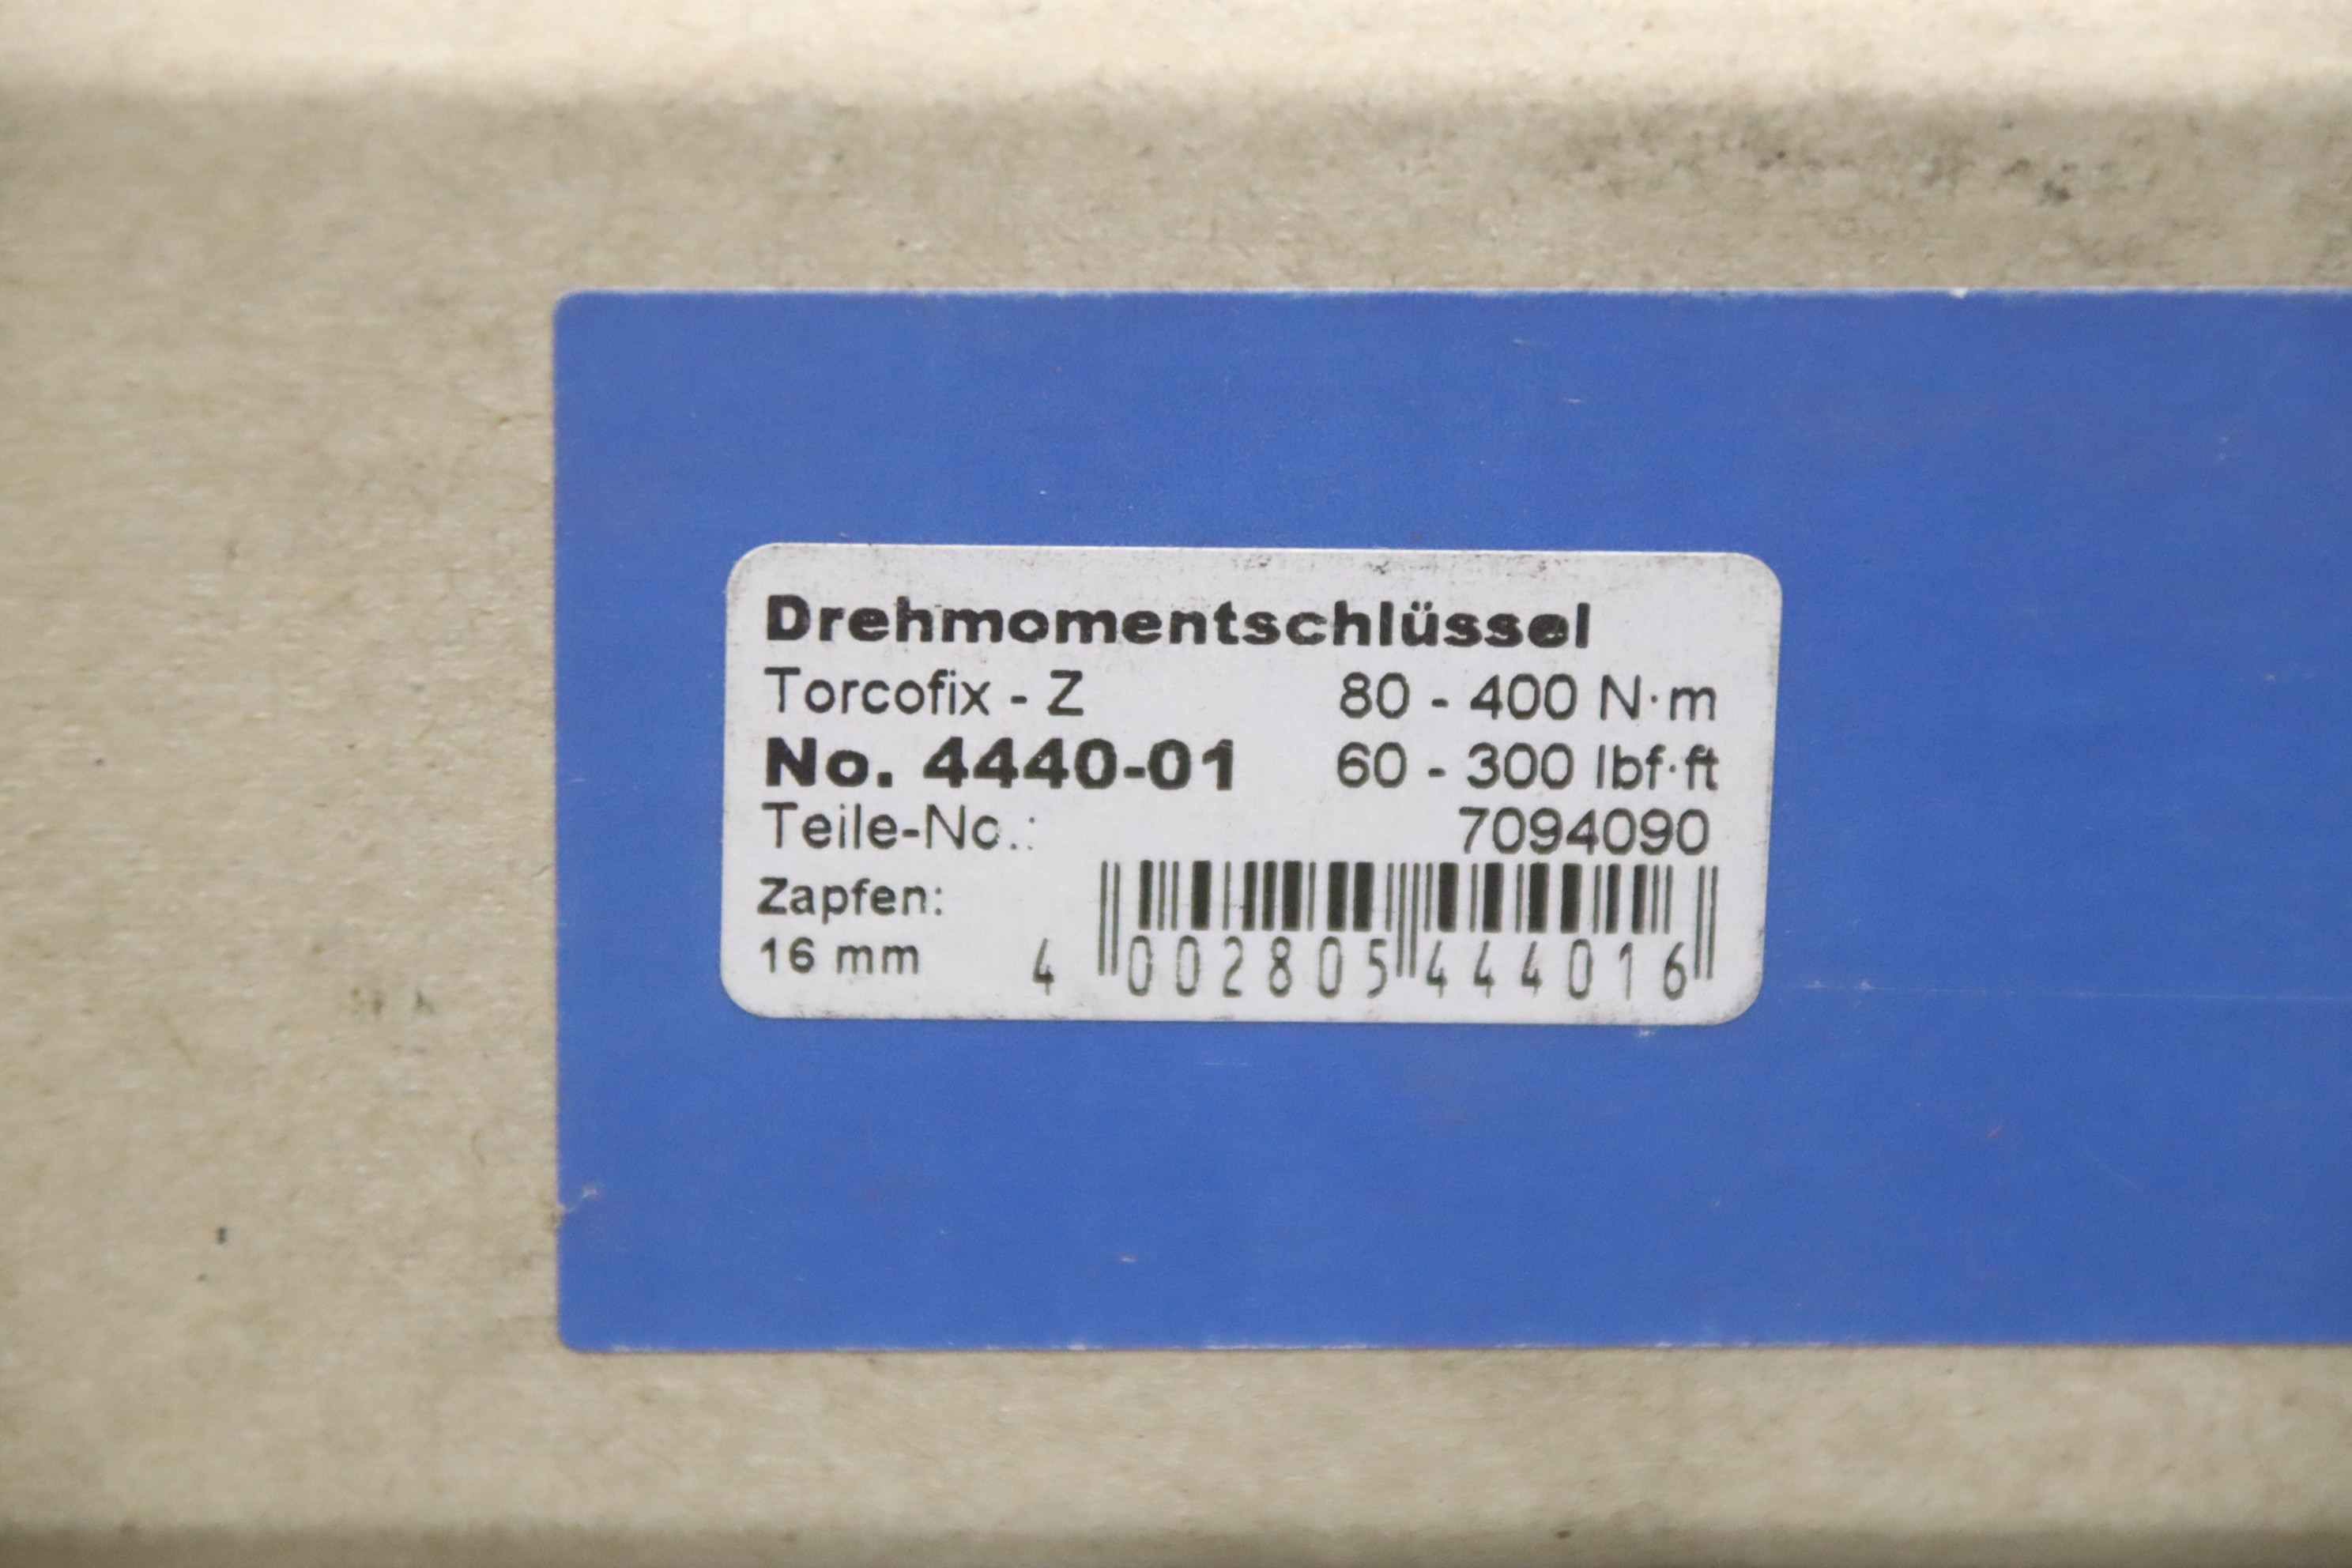 Drehmomentschlüssel
Torcofix - Z 80 - 400 N·m
No. 4440-01 60 - 300 lbf·ft
Teile-No.: 7094090
Zapfen:
16 mm
4 002805 444016